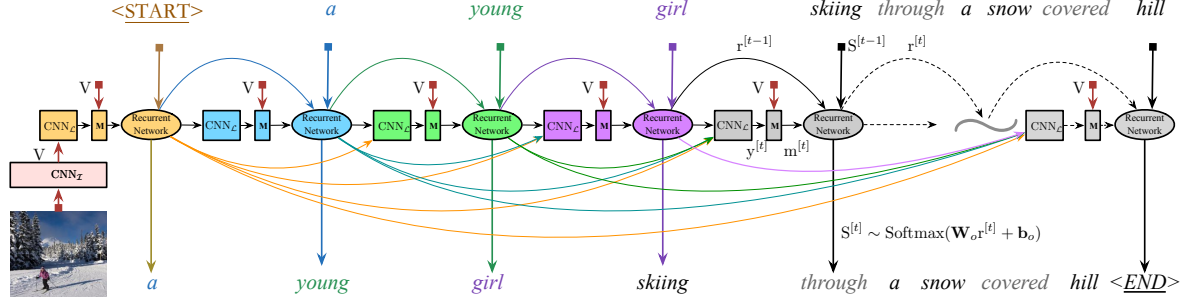 <START> a young girl skiing through a snow covered hill
r^{[t-1]} S^{[t-1]} r^{[t]}
V V V V V V
CNN_ℒ M Recurrent Network CNN_ℒ M Recurrent Network CNN_ℒ M Recurrent Network CNN_ℒ M Recurrent Network CNN_ℒ M Recurrent Network CNN_ℒ M Recurrent Network
V y^{[t]} m^{[t]}
CNN_ℐ
S^{[t]} ∼ Softmax(W_o r^{[t]} + b_o)
a young girl skiing through a snow covered hill <END>